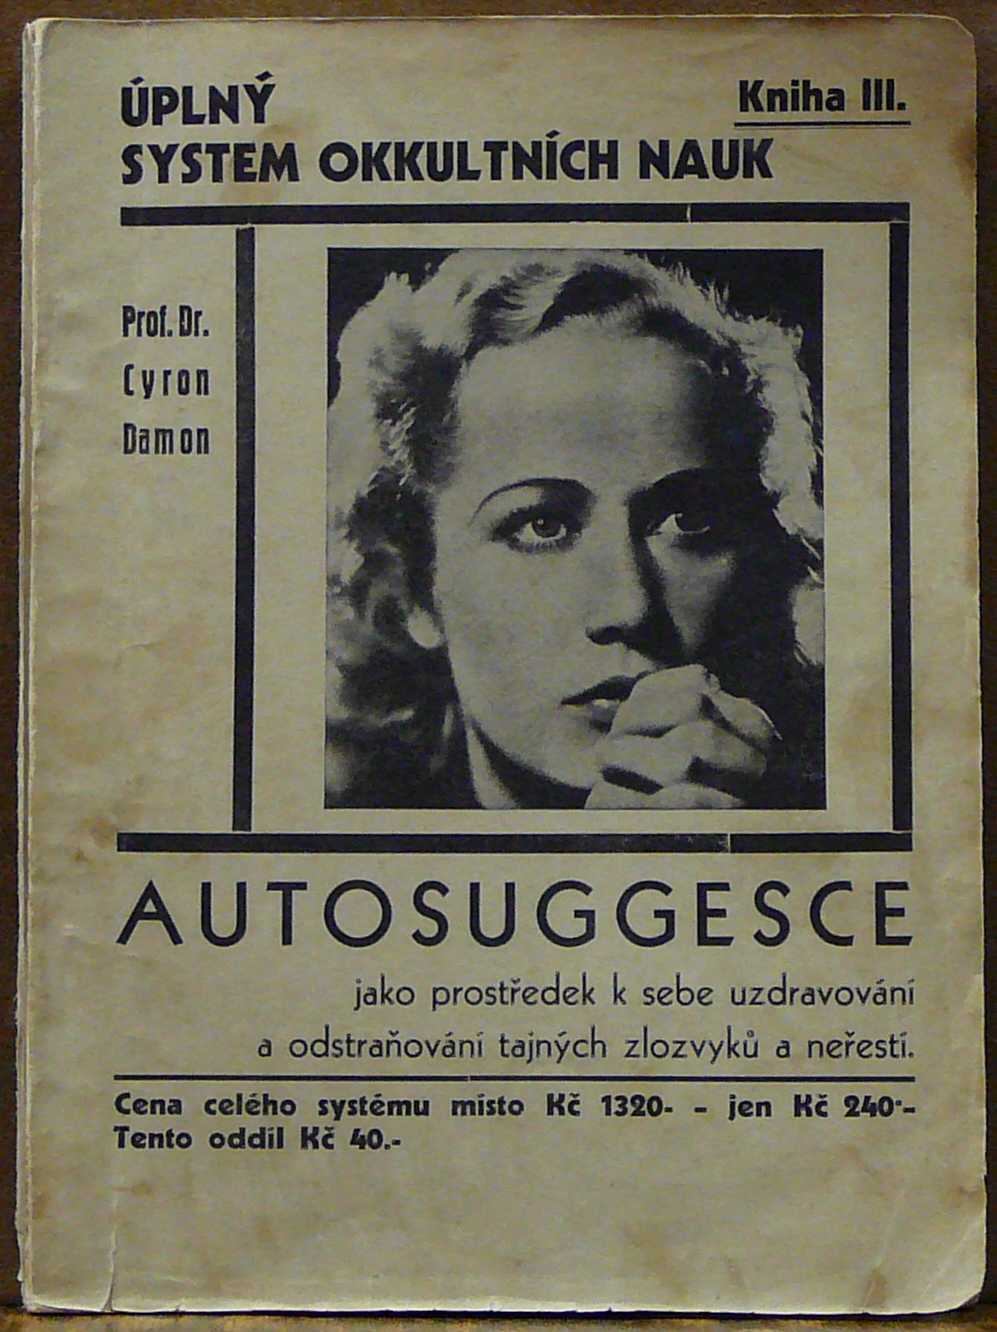 ÚPLNÝ
Kniha III.
SYSTEM OKKULTNÍCH NAUK
Prof. Dr.
Cyron
Damon
AUTOSUGGESCE
jako prostředek k sebe uzdravování
a odstraňování tajných zlozvyků a neřestí.
Cena celého systému místo Kč 1320- - jen Kč 240·-
Tento oddíl Kč 40.-